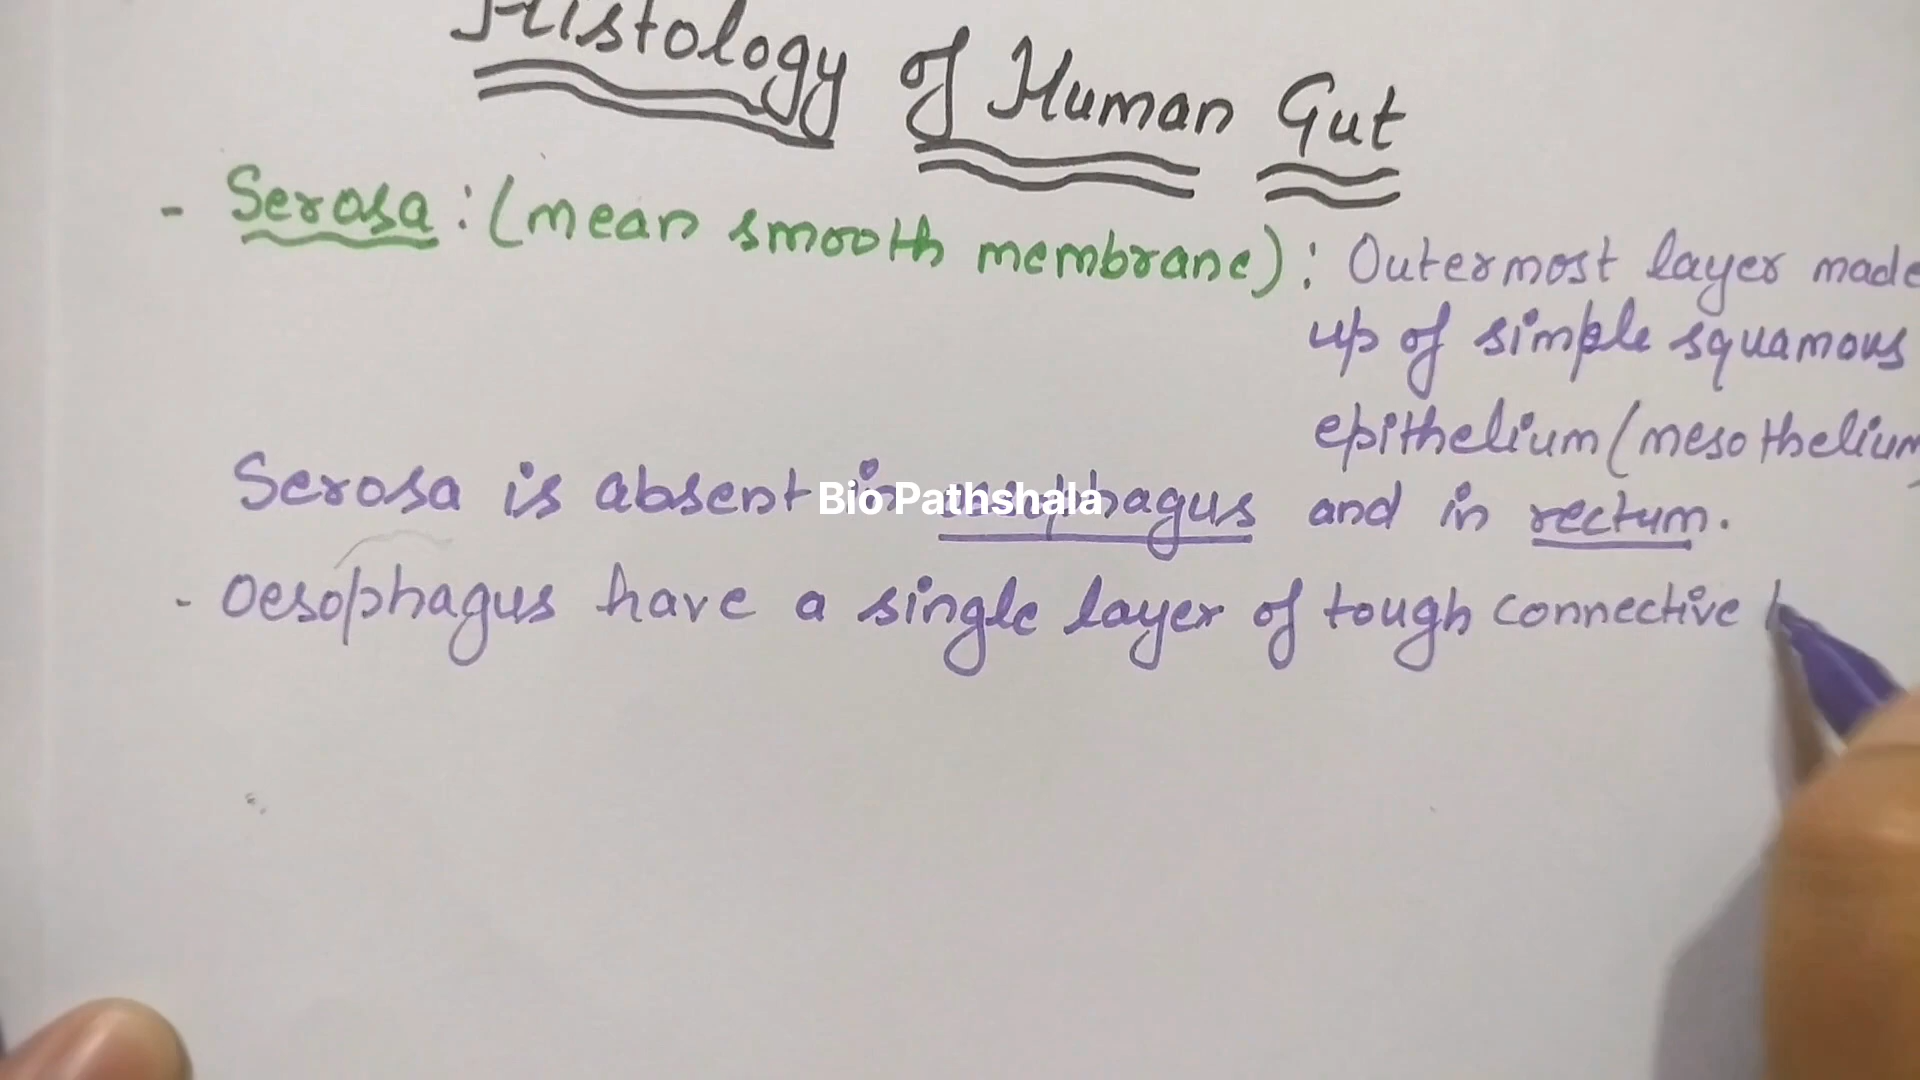 Histology of Human Gut
- Serosa : (mean smooth membrane) : Outermost layer made
up of simple squamous
epithelium (mesothelium)
Serosa is absent in oesophagus and in rectum.
Bio Pathshala
- Oesophagus have a single layer of tough connective